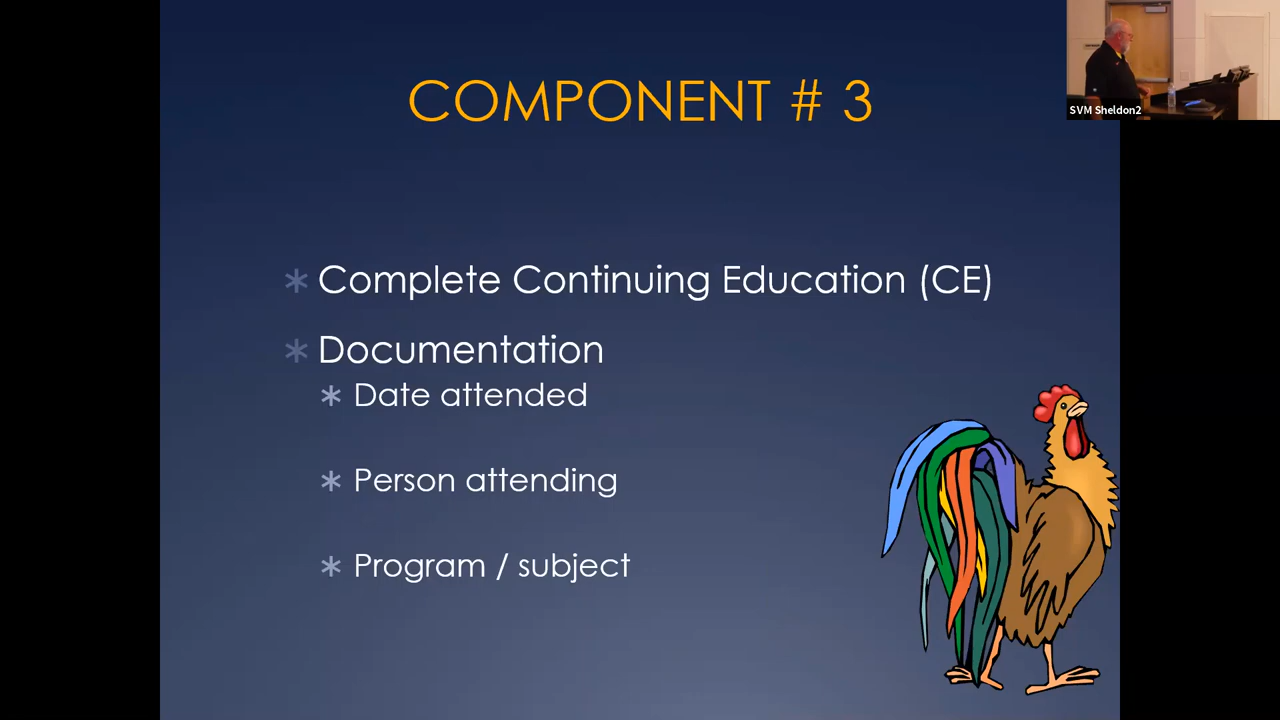 COMPONENT # 3
SVM Sheldon2
Complete Continuing Education (CE)
Documentation
Date attended
Person attending
Program / subject